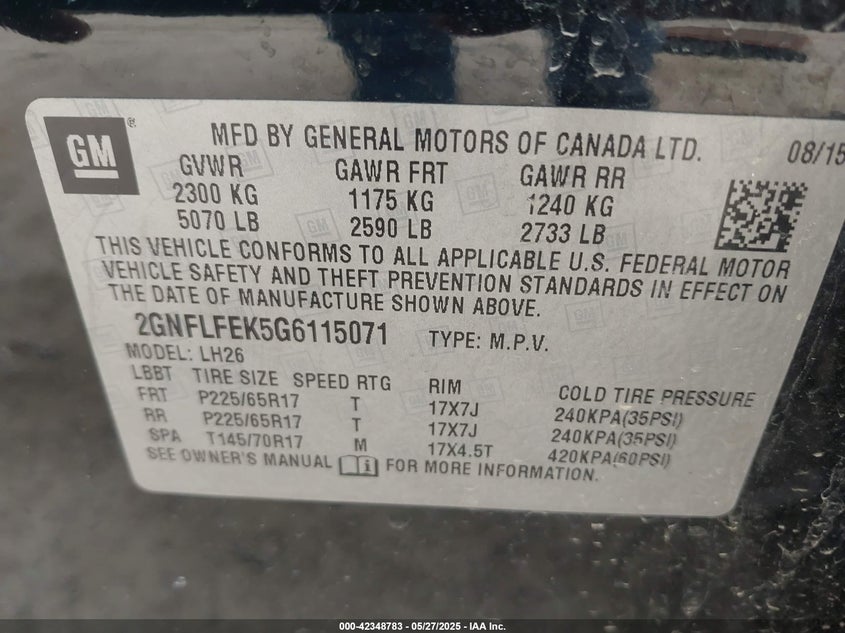 GM ®
MFD BY GENERAL MOTORS OF CANADA LTD. 08/15
GVWR GAWR FRT GAWR RR
2300 KG 1175 KG 1240 KG
5070 LB 2590 LB 2733 LB
THIS VEHICLE CONFORMS TO ALL APPLICABLE U.S. FEDERAL MOTOR
VEHICLE SAFETY AND THEFT PREVENTION STANDARDS IN EFFECT ON
THE DATE OF MANUFACTURE SHOWN ABOVE.
2GNFLFEK5G6115071 TYPE: M.P.V.
MODEL: LH26
LBBT TIRE SIZE SPEED RTG RIM COLD TIRE PRESSURE
FRT P225/65R17 T 17X7J 240KPA(35PSI)
RR P225/65R17 T 17X7J 240KPA(35PSI)
SPA T145/70R17 M 17X4.5T 420KPA(60PSI)
SEE OWNER'S MANUAL FOR MORE INFORMATION.
000-42348783 — 05/27/2025 — IAA Inc.